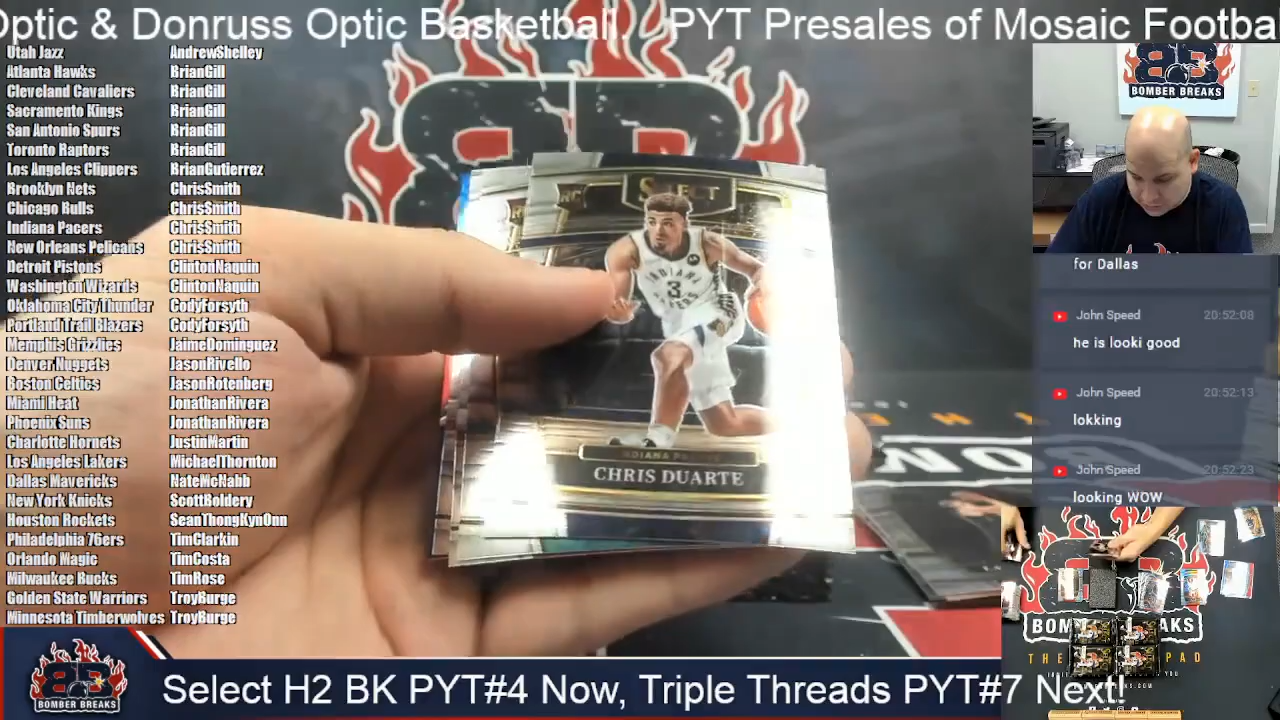 Optic & Donruss Optic Basketball. PYT Presales of Mosaic Footba
Utah Jazz AndrewShelley
Atlanta Hawks BrianGill
Cleveland Cavaliers BrianGill
Sacramento Kings BrianGill
San Antonio Spurs BrianGill
Toronto Raptors BrianGill
Los Angeles Clippers BrianGutierrez
Brooklyn Nets ChrisSmith
Chicago Bulls ChrisSmith
Indiana Pacers ChrisSmith
New Orleans Pelicans ChrisSmith
Detroit Pistons ClintonNaquin
Washington Wizards ClintonNaquin
Oklahoma City Thunder CodyForsyth
Portland Trail Blazers CodyForsyth
Memphis Grizzlies JaimeDominguez
Denver Nuggets JasonRivello
Boston Celtics JasonRotenberg
Miami Heat JonathanRivera
Phoenix Suns JonathanRivera
Charlotte Hornets JustinMartin
Los Angeles Lakers MichaelThornton
Dallas Mavericks NateMcNabb
New York Knicks ScottBoldery
Houston Rockets SeanThongKynOnn
Philadelphia 76ers TimClarkin
Orlando Magic TimCosta
Milwaukee Bucks TimRose
Golden State Warriors TroyBurge
Minnesota Timberwolves TroyBurge
RC
SELECT
INDIANA
3
INDIANA PACERS
CHRIS DUARTE
BOMBER BREAKS
for Dallas
John Speed 20:52:08
he is looki good
John Speed 20:52:13
lokking
John Speed 20:52:23
looking WOW
BOMBER BREAKS
Select H2 BK PYT#4 Now, Triple Threads PYT#7 Next!